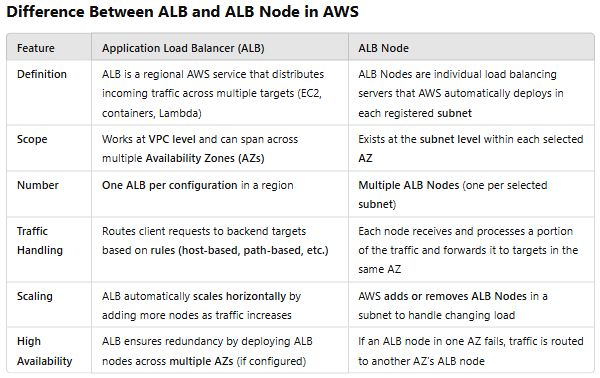 Difference Between ALB and ALB Node in AWS
Feature Application Load Balancer (ALB) ALB Node
Definition ALB is a regional AWS service that distributes ALB Nodes are individual load balancing
incoming traffic across multiple targets (EC2, servers that AWS automatically deploys in
containers, Lambda) each registered subnet
Scope Works at VPC level and can span across Exists at the subnet level within each selected
multiple Availability Zones (AZs) AZ
Number One ALB per configuration in a region Multiple ALB Nodes (one per selected
subnet)
Traffic Routes client requests to backend targets Each node receives and processes a portion
Handling based on rules (host-based, path-based, etc.) of the traffic and forwards it to targets in the
same AZ
Scaling ALB automatically scales horizontally by AWS adds or removes ALB Nodes in a
adding more nodes as traffic increases subnet to handle changing load
High ALB ensures redundancy by deploying ALB If an ALB node in one AZ fails, traffic is routed
Availability nodes across multiple AZs (if configured) to another AZ's ALB node